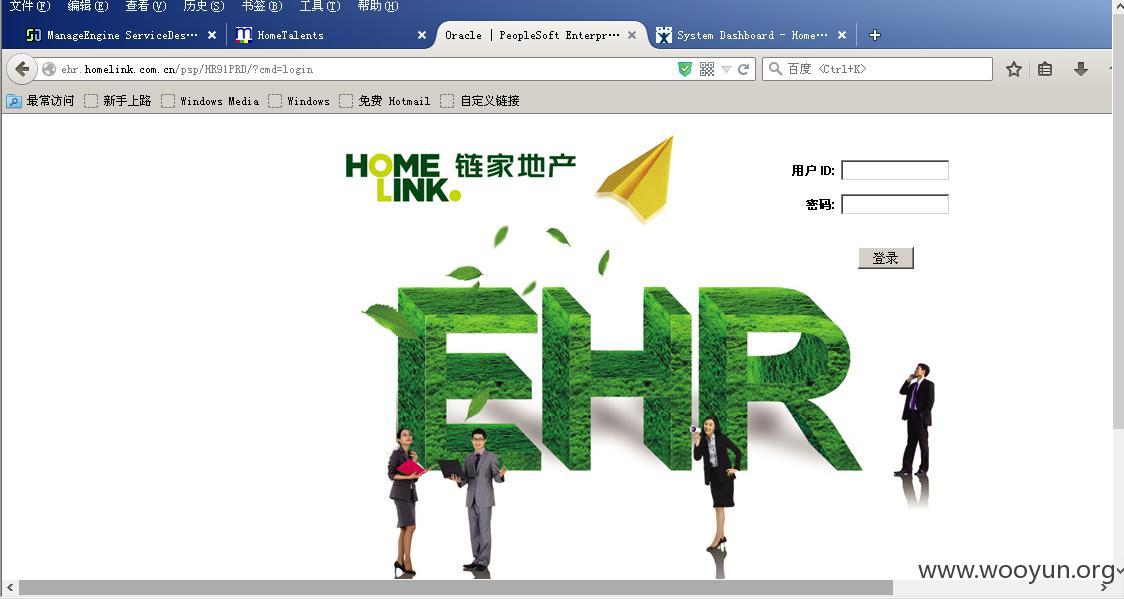 文件(F) 编辑(E) 查看(V) 历史(S) 书签(B) 工具(T) 帮助(H)
ManageEngine ServiceDes... HomeTalents Oracle | PeopleSoft Enterpr... System Dashboard - Home...
ehr.homelink.com.cn/psp/HR91PRD/?cmd=login 百度 <Ctrl+K>
最常访问 新手上路 Windows Media Windows 免费 Hotmail 自定义链接
HOME LINK. 链家地产
用户 ID:
密码:
登录
EHR
www.wooyun.org